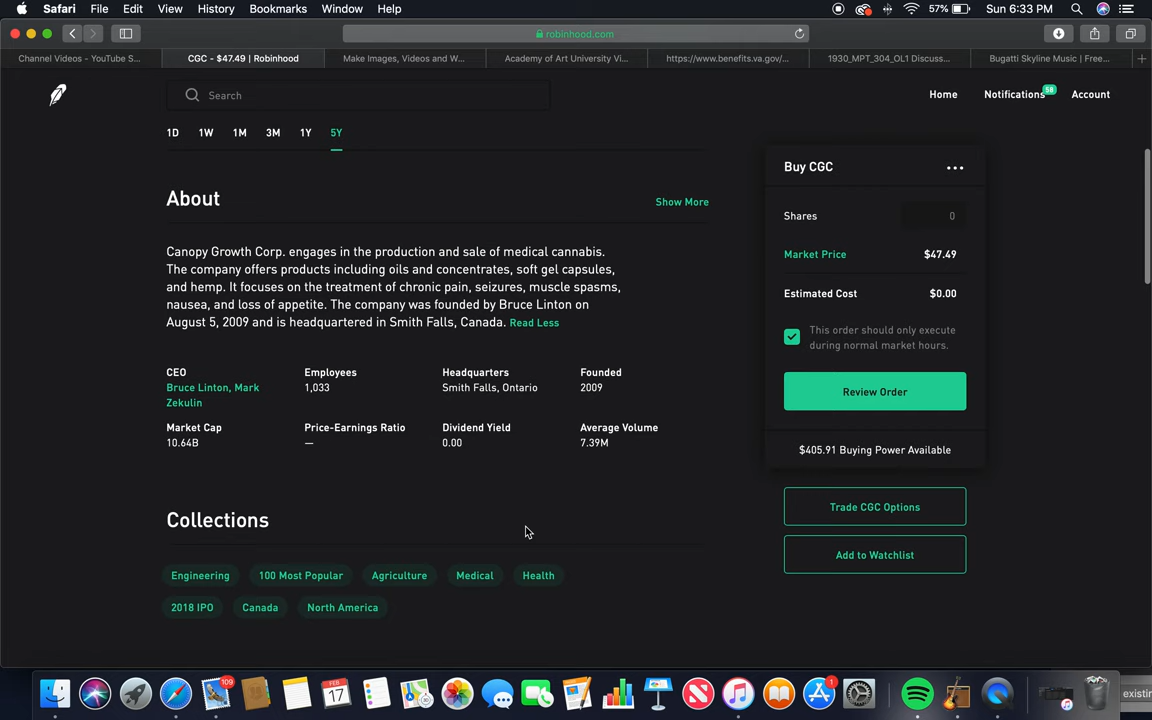 Safari File Edit View History Bookmarks Window Help 57% Sun 6:33 PM
robinhood.com
Channel Videos - YouTube S... CGC - $47.49 | Robinhood Make Images, Videos and W... Academy of Art University Vi... https://www.benefits.va.gov/... 1930_MPT_304_OL1 Discuss... Bugatti Skyline Music | Free...
Search
Home Notifications 58 Account
1D 1W 1M 3M 1Y 5Y
About
Show More
Canopy Growth Corp. engages in the production and sale of medical cannabis.
The company offers products including oils and concentrates, soft gel capsules,
and hemp. It focuses on the treatment of chronic pain, seizures, muscle spasms,
nausea, and loss of appetite. The company was founded by Bruce Linton on
August 5, 2009 and is headquartered in Smith Falls, Canada. Read Less
CEO Employees Headquarters Founded
Bruce Linton, Mark 1,033 Smith Falls, Ontario 2009
Zekulin
Market Cap Price-Earnings Ratio Dividend Yield Average Volume
10.64B — 0.00 7.39M
Collections
Engineering 100 Most Popular Agriculture Medical Health
2018 IPO Canada North America
Buy CGC
Shares 0
Market Price $47.49
Estimated Cost $0.00
This order should only execute
during normal market hours.
Review Order
$405.91 Buying Power Available
Trade CGC Options
Add to Watchlist
109
FEB
17
1
existin